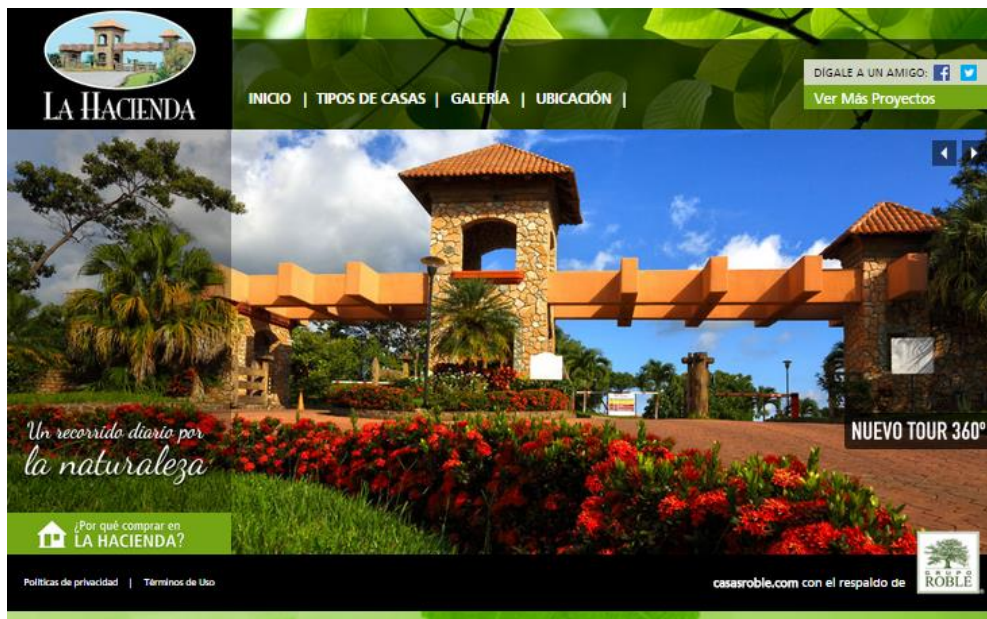 LA HACIENDA
INICIO | TIPOS DE CASAS | GALERÍA | UBICACIÓN |
DÍGALE A UN AMIGO:
Ver Más Proyectos
Un recorrido diario por
la naturaleza
NUEVO TOUR 360º
¿Por qué comprar en
LA HACIENDA?
Políticas de privacidad | Términos de Uso
casasroble.com con el respaldo de
GRUPO
ROBLE